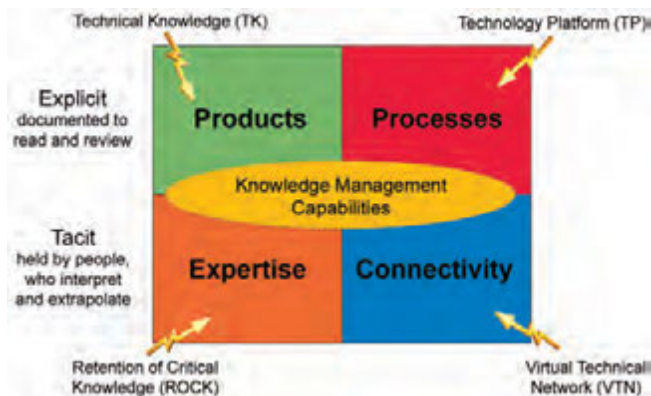 Technical Knowledge (TK)
Technology Platform (TP)
Explicit
documented to
read and review
Products
Processes
Knowledge Management
Capabilities
Tacit
held by people,
who interpret
and extrapolate
Expertise
Connectivity
Retention of Critical
Knowledge (ROCK)
Virtual Technical
Network (VTN)